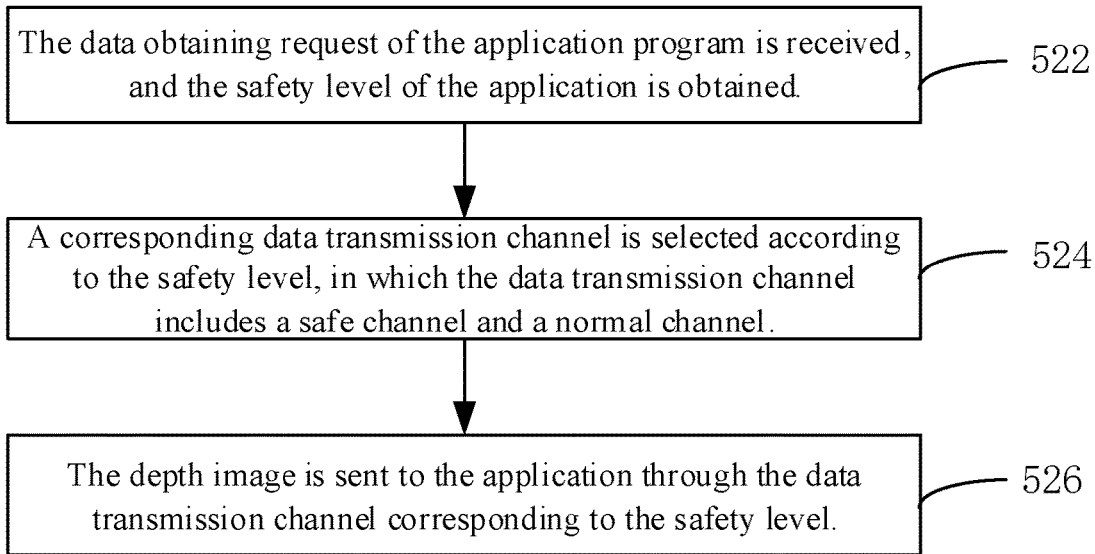 The data obtaining request of the application program is received,
and the safety level of the application is obtained.
522
A corresponding data transmission channel is selected according
to the safety level, in which the data transmission channel
includes a safe channel and a normal channel.
524
The depth image is sent to the application through the data
transmission channel corresponding to the safety level.
526